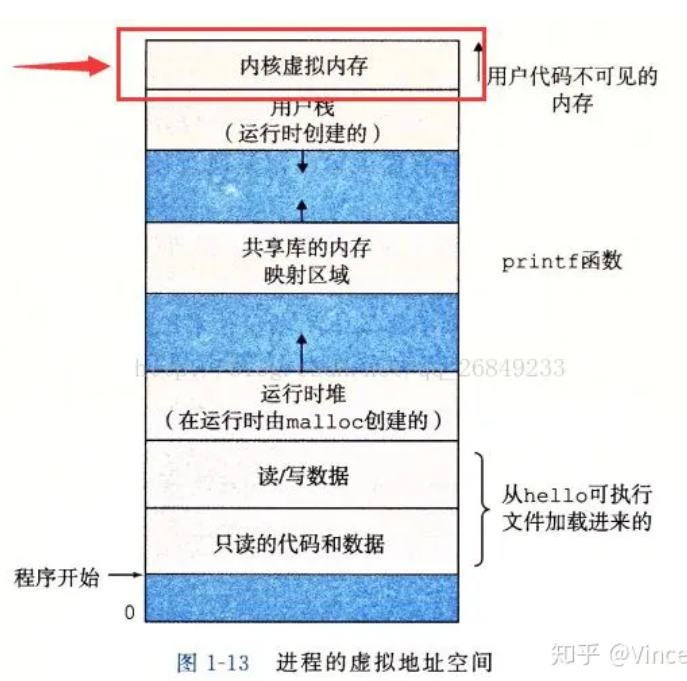 内核虚拟内存
用户代码不可见的
内存
用户栈
（运行时创建的）
共享库的内存
映射区域
printf函数
26849233
运行时堆
（在运行时由malloc创建的）
读/写数据
从hello可执行
文件加载进来的
只读的代码和数据
程序开始
0
图 1-13 进程的虚拟地址空间
知乎 @Vince